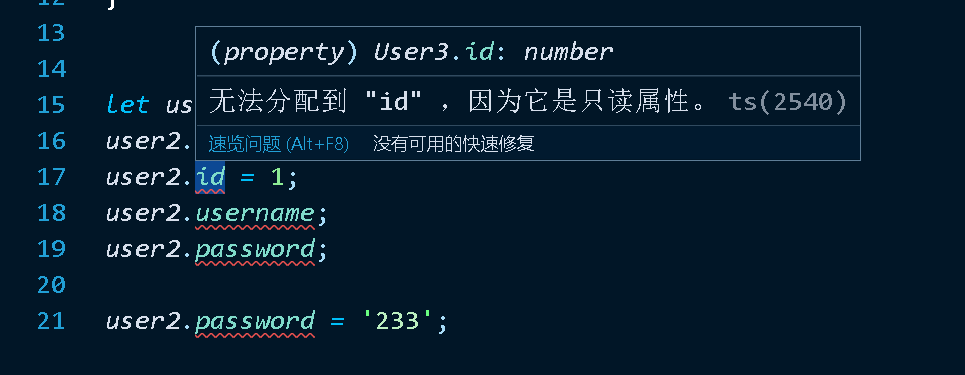 12 }
13
(property) User3.id: number
14
无法分配到 "id" ，因为它是只读属性。 ts(2540)
15 let us
16 user2.
速览问题 (Alt+F8) 没有可用的快速修复
17 user2.id = 1;
18 user2.username;
19 user2.password;
20
21 user2.password = '233';